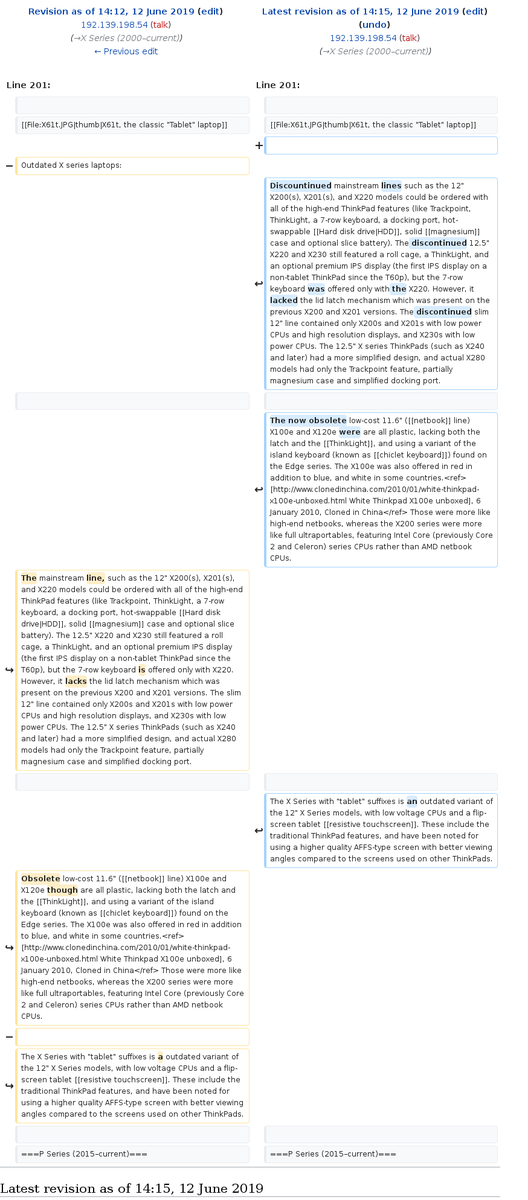 Revision as of 14:12, 12 June 2019 (edit)
192.139.198.54 (talk)
(→X Series (2000–current))
← Previous edit
Latest revision as of 14:15, 12 June 2019 (edit)
(undo)
192.139.198.54 (talk)
(→X Series (2000–current))
Line 201:
Line 201:
[[File:X61t.JPG|thumb|X61t, the classic "Tablet" laptop]]
[[File:X61t.JPG|thumb|X61t, the classic "Tablet" laptop]]
+
− Outdated X series laptops:
↩ Discontinued mainstream lines such as the 12"
X200(s), X201(s), and X220 models could be ordered with
all of the high-end ThinkPad features (like Trackpoint,
ThinkLight, a 7-row keyboard, a docking port, hot-
swappable [[Hard disk drive|HDD]], solid [[magnesium]]
case and optional slice battery). The discontinued 12.5"
X220 and X230 still featured a roll cage, a ThinkLight, and
an optional premium IPS display (the first IPS display on a
non-tablet ThinkPad since the T60p), but the 7-row
keyboard was offered only with the X220. However, it
lacked the lid latch mechanism which was present on the
previous X200 and X201 versions. The discontinued slim
12" line contained only X200s and X201s with low power
CPUs and high resolution displays, and X230s with low
power CPUs. The 12.5" X series ThinkPads (such as X240
and later) had a more simplified design, and actual X280
models had only the Trackpoint feature, partially
magnesium case and simplified docking port.
↩ The now obsolete low-cost 11.6" ([[netbook]] line)
X100e and X120e were are all plastic, lacking both the
latch and the [[ThinkLight]], and using a variant of the
island keyboard (known as [[chiclet keyboard]]) found on
the Edge series. The X100e was also offered in red in
addition to blue, and white in some countries.<ref>
[http://www.clonedinchina.com/2010/01/white-thinkpad-
x100e-unboxed.html White Thinkpad X100e unboxed], 6
January 2010, Cloned in China</ref> Those were more like
high-end netbooks, whereas the X200 series were more
like full ultraportables, featuring Intel Core (previously Core
2 and Celeron) series CPUs rather than AMD netbook
CPUs.
↪ The mainstream line, such as the 12" X200(s), X201(s),
and X220 models could be ordered with all of the high-end
ThinkPad features (like Trackpoint, ThinkLight, a 7-row
keyboard, a docking port, hot-swappable [[Hard disk
drive|HDD]], solid [[magnesium]] case and optional slice
battery). The 12.5" X220 and X230 still featured a roll
cage, a ThinkLight, and an optional premium IPS display
(the first IPS display on a non-tablet ThinkPad since the
T60p), but the 7-row keyboard is offered only with X220.
However, it lacks the lid latch mechanism which was
present on the previous X200 and X201 versions. The slim
12" line contained only X200s and X201s with low power
CPUs and high resolution displays, and X230s with low
power CPUs. The 12.5" X series ThinkPads (such as X240
and later) had a more simplified design, and actual X280
models had only the Trackpoint feature, partially
magnesium case and simplified docking port.
↩ The X Series with "tablet" suffixes is an outdated variant of
the 12" X Series models, with low voltage CPUs and a flip-
screen tablet [[resistive touchscreen]]. These include the
traditional ThinkPad features, and have been noted for
using a higher quality AFFS-type screen with better viewing
angles compared to the screens used on other ThinkPads.
↪ Obsolete low-cost 11.6" ([[netbook]] line) X100e and
X120e though are all plastic, lacking both the latch and
the [[ThinkLight]], and using a variant of the island
keyboard (known as [[chiclet keyboard]]) found on the
Edge series. The X100e was also offered in red in addition
to blue, and white in some countries.<ref>
[http://www.clonedinchina.com/2010/01/white-thinkpad-
x100e-unboxed.html White Thinkpad X100e unboxed], 6
January 2010, Cloned in China</ref> Those were more like
high-end netbooks, whereas the X200 series were more
like full ultraportables, featuring Intel Core (previously Core
2 and Celeron) series CPUs rather than AMD netbook
CPUs.
−
↪ The X Series with "tablet" suffixes is a outdated variant of
the 12" X Series models, with low voltage CPUs and a flip-
screen tablet [[resistive touchscreen]]. These include the
traditional ThinkPad features, and have been noted for
using a higher quality AFFS-type screen with better viewing
angles compared to the screens used on other ThinkPads.
===P Series (2015–current)===
===P Series (2015–current)===
Latest revision as of 14:15, 12 June 2019